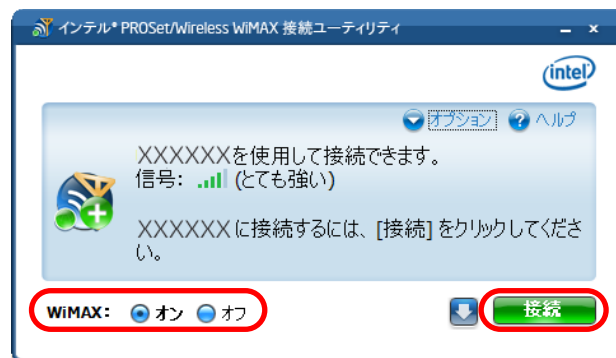 インテル® PROSet/Wireless WiMAX 接続ユーティリティ
intel
オプション ヘルプ
XXXXXXを使用して接続できます。
信号: (とても強い)
XXXXXX に接続するには、[接続] をクリックしてくださ
い。
WiMAX: オン オフ 接続